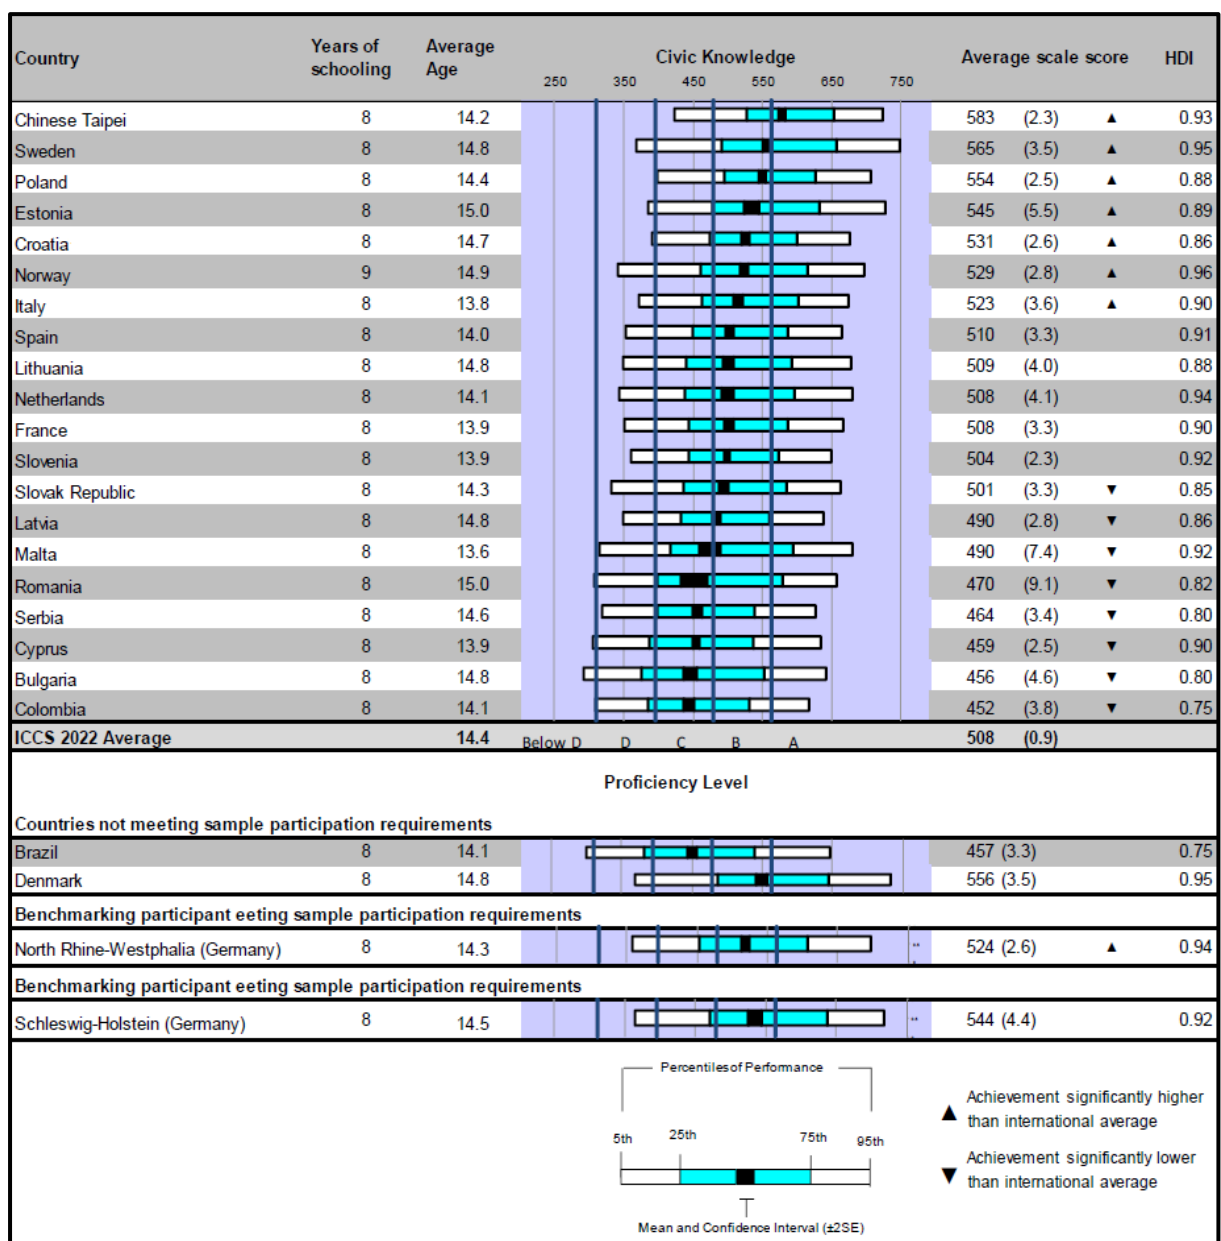 Country Years of schooling Average Age Civic Knowledge Average scale score HDI
250 350 450 550 650 750
Chinese Taipei 8 14.2 583 (2.3) ▲ 0.93
Sweden 8 14.8 565 (3.5) ▲ 0.95
Poland 8 14.4 554 (2.5) ▲ 0.88
Estonia 8 15.0 545 (5.5) ▲ 0.89
Croatia 8 14.7 531 (2.6) ▲ 0.86
Norway 9 14.9 529 (2.8) ▲ 0.96
Italy 8 13.8 523 (3.6) ▲ 0.90
Spain 8 14.0 510 (3.3) 0.91
Lithuania 8 14.8 509 (4.0) 0.88
Netherlands 8 14.1 508 (4.1) 0.94
France 8 13.9 508 (3.3) 0.90
Slovenia 8 13.9 504 (2.3) 0.92
Slovak Republic 8 14.3 501 (3.3) ▼ 0.85
Latvia 8 14.8 490 (2.8) ▼ 0.86
Malta 8 13.6 490 (7.4) ▼ 0.92
Romania 8 15.0 470 (9.1) ▼ 0.82
Serbia 8 14.6 464 (3.4) ▼ 0.80
Cyprus 8 13.9 459 (2.5) ▼ 0.90
Bulgaria 8 14.8 456 (4.6) ▼ 0.80
Colombia 8 14.1 452 (3.8) ▼ 0.75
ICCS 2022 Average 14.4 Below D D C B A 508 (0.9)
Proficiency Level
Countries not meeting sample participation requirements
Brazil 8 14.1 457 (3.3) 0.75
Denmark 8 14.8 556 (3.5) 0.95
Benchmarking participant eeting sample participation requirements
North Rhine-Westphalia (Germany) 8 14.3 524 (2.6) ▲ 0.94
Benchmarking participant eeting sample participation requirements
Schleswig-Holstein (Germany) 8 14.5 544 (4.4) 0.92
Percentiles of Performance
5th 25th 75th 95th
Mean and Confidence Interval (±2SE)
▲ Achievement significantly higher
than international average
▼ Achievement significantly lower
than international average